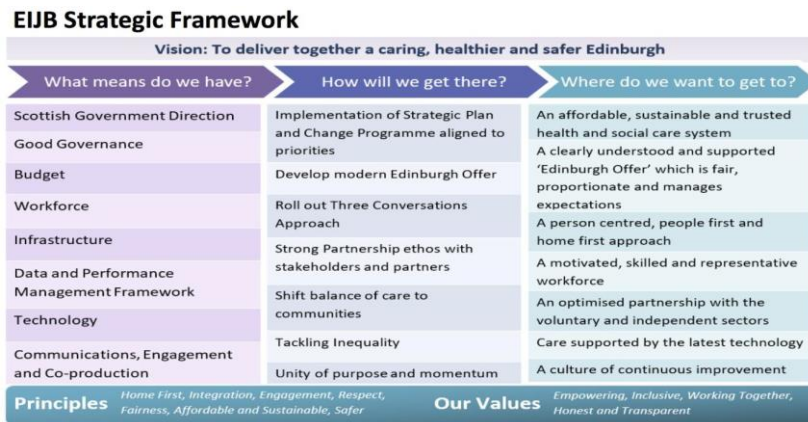 EIJB Strategic Framework
Vision: To deliver together a caring, healthier and safer Edinburgh
What means do we have?
Scottish Government Direction
Good Governance
Budget
Workforce
Infrastructure
Data and Performance
Management Framework
Technology
Communications, Engagement
and Co-production
How will we get there?
Implementation of Strategic Plan
and Change Programme aligned to
priorities
Develop modern Edinburgh Offer
Roll out Three Conversations
Approach
Strong Partnership ethos with
stakeholders and partners
Shift balance of care to
communities
Tackling Inequality
Unity of purpose and momentum
Where do we want to get to?
An affordable, sustainable and trusted
health and social care system
A clearly understood and supported
‘Edinburgh Offer’ which is fair,
proportionate and manages
expectations
A person centred, people first and
home first approach
A motivated, skilled and representative
workforce
An optimised partnership with the
voluntary and independent sectors
Care supported by the latest technology
A culture of continuous improvement
Principles
Home First, Integration, Engagement, Respect,
Fairness, Affordable and Sustainable, Safer
Our Values
Empowering, Inclusive, Working Together,
Honest and Transparent